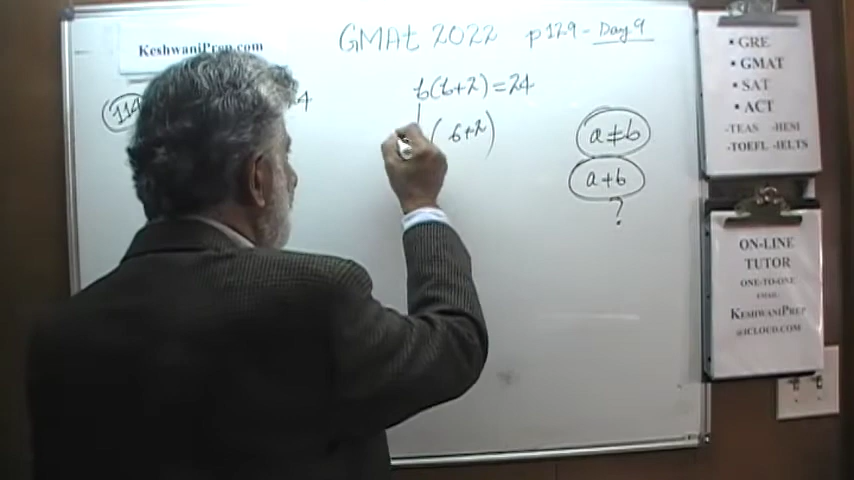 KeshwaniPrep.com
GMAT 2022 p129 - Day 9
114
4
b(b+2)=24
(b+2)
a≠b
a+b
?
▪GRE
▪GMAT
▪SAT
▪ACT
-TEAS -HESI
-TOEFL -IELTS
ON-LINE
TUTOR
ONE-TO-ONE
EMAIL:
KESHWANIPREP
@ICLOUD.COM